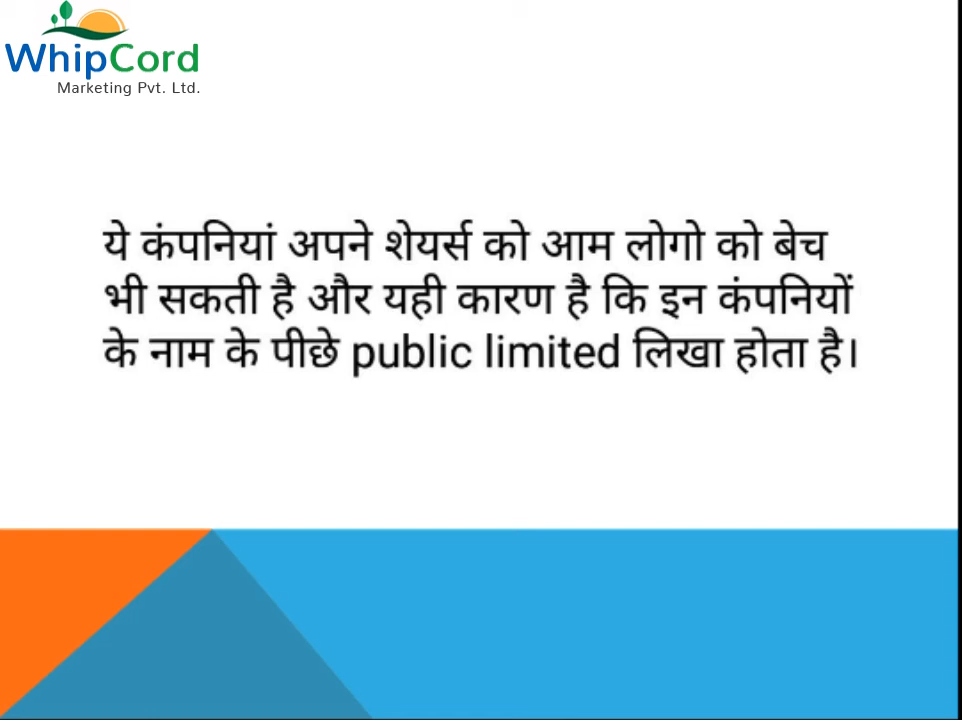 WhipCord
Marketing Pvt. Ltd.
ये कंपनियां अपने शेयर्स को आम लोगो को बेच
भी सकती है और यही कारण है कि इन कंपनियों
के नाम के पीछे public limited लिखा होता है।